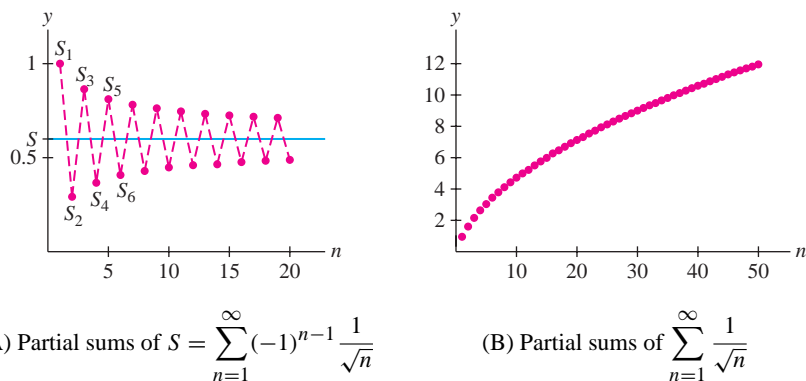 y
1
S
0.5
S₁
S₃
S₅
S₂
S₄
S₆
5
10
15
20
n
) Partial sums of S = ∑_{n=1}^{∞} (−1)^{n−1} 1/√n
y
12
10
8
6
4
2
10
20
30
40
50
n
(B) Partial sums of ∑_{n=1}^{∞} 1/√n